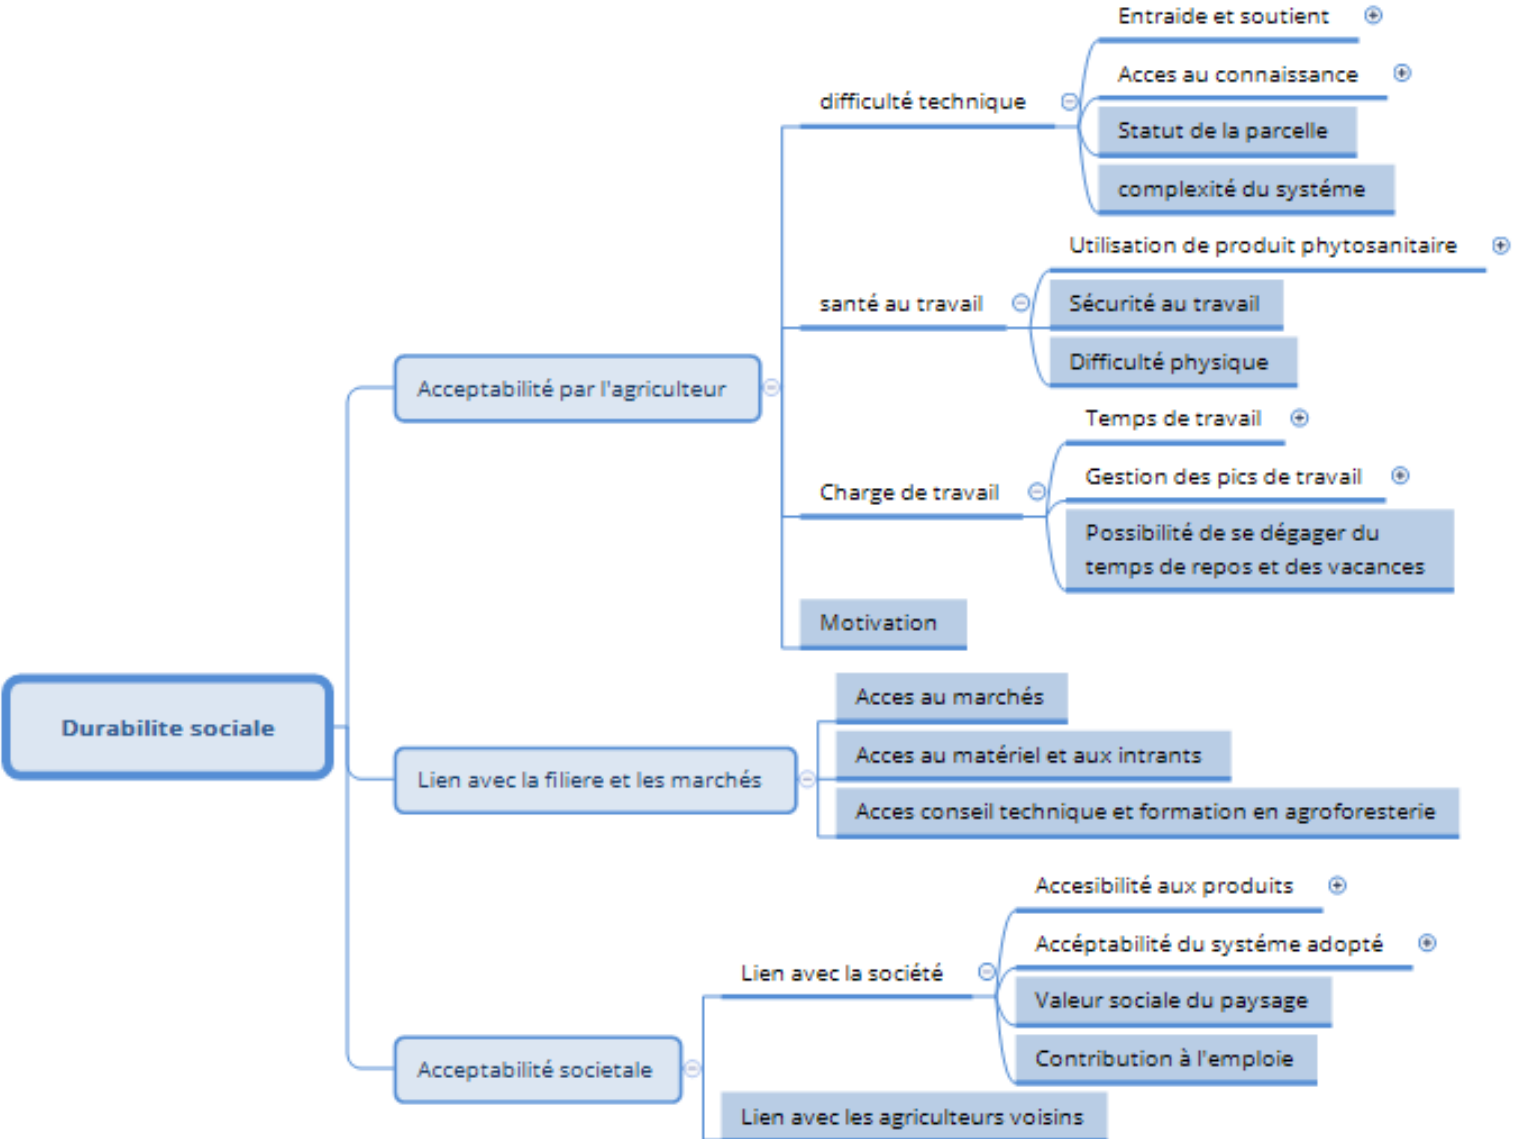 Entraide et soutient
Acces au connaissance
difficulté technique
Statut de la parcelle
complexité du systéme
Utilisation de produit phytosanitaire
santé au travail
Sécurité au travail
Difficulté physique
Acceptabilité par l'agriculteur
Temps de travail
Gestion des pics de travail
Charge de travail
Possibilité de se dégager du
temps de repos et des vacances
Motivation
Durabilite sociale
Acces au marchés
Acces au matériel et aux intrants
Lien avec la filiere et les marchés
Acces conseil technique et formation en agroforesterie
Accesibilité aux produits
Accéptabilité du systéme adopté
Lien avec la société
Valeur sociale du paysage
Contribution à l'emploie
Acceptabilité societale
Lien avec les agriculteurs voisins